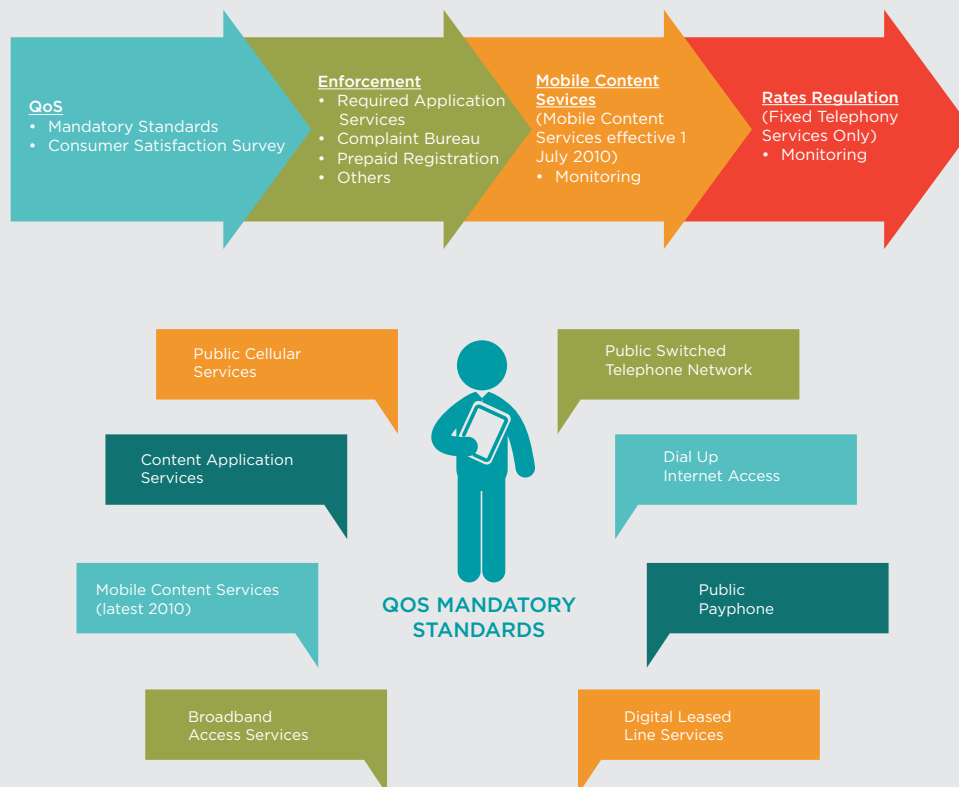 QoS
• Mandatory Standards
• Consumer Satisfaction Survey
Enforcement
• Required Application
Services
• Complaint Bureau
• Prepaid Registration
• Others
Mobile Content
Sevices
(Mobile Content
Services effective 1
July 2010)
• Monitoring
Rates Regulation
(Fixed Telephony
Services Only)
• Monitoring
Public Cellular
Services
Public Switched
Telephone Network
Content Application
Services
Dial Up
Internet Access
Mobile Content Services
(latest 2010)
Public
Payphone
QOS MANDATORY
STANDARDS
Broadband
Access Services
Digital Leased
Line Services